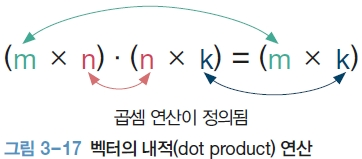 (m × n) · (n × k) = (m × k)
곱셈 연산이 정의됨
그림 3-17 벡터의 내적(dot product) 연산